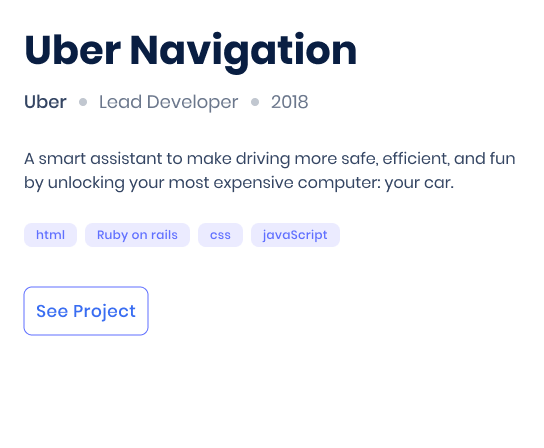 Uber Navigation
Uber • Lead Developer • 2018
A smart assistant to make driving more safe, efficient, and fun
by unlocking your most expensive computer: your car.
html Ruby on rails css javaScript
See Project